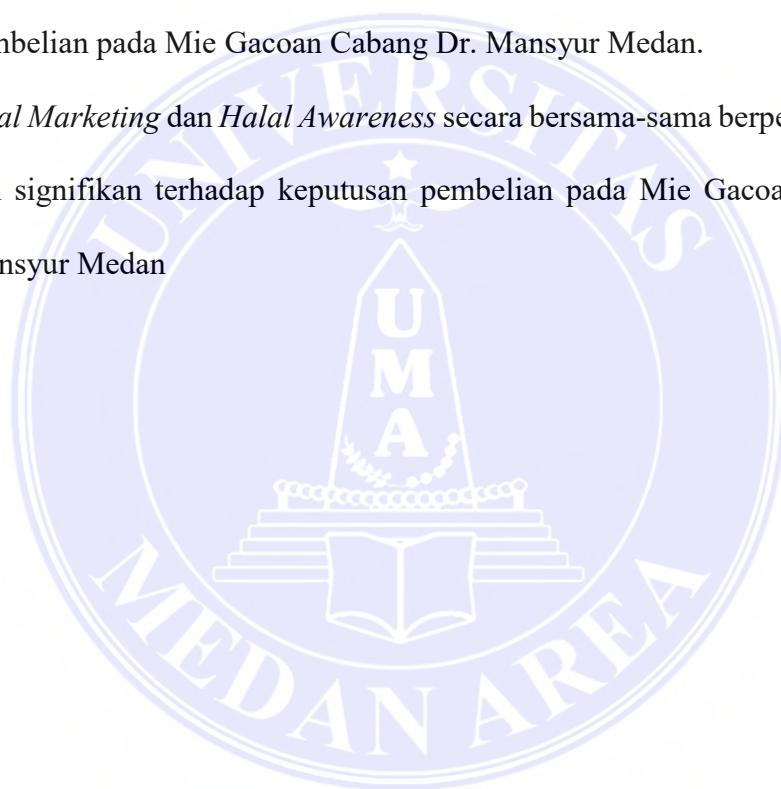 mbelian pada Mie Gacoan Cabang Dr. Mansyur Medan.
al Marketing dan Halal Awareness secara bersama-sama berpe
signifikan terhadap keputusan pembelian pada Mie Gacoa
nsyur Medan
UNIVERSITAS
U
M
A
MEDAN AREA